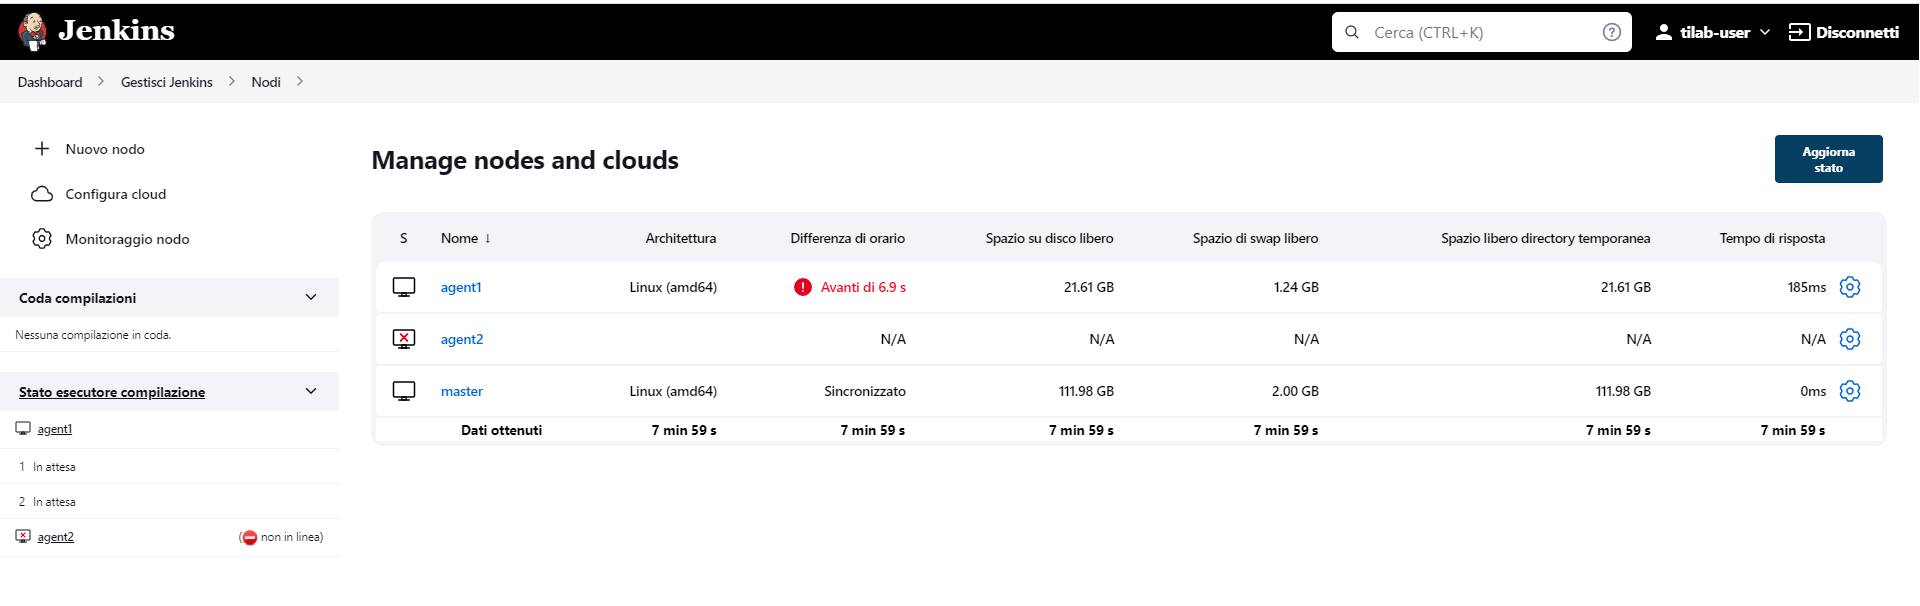 Jenkins
Cerca (CTRL+K)
tilab-user
Disconnetti
Dashboard > Gestisci Jenkins > Nodi >
Nuovo nodo
Configura cloud
Monitoraggio nodo
Coda compilazioni
Nessuna compilazione in coda.
Stato esecutore compilazione
agent1
1 In attesa
2 In attesa
agent2 (non in linea)
Manage nodes and clouds
Aggiorna
stato
S Nome ↓ Architettura Differenza di orario Spazio su disco libero Spazio di swap libero Spazio libero directory temporanea Tempo di risposta
agent1 Linux (amd64) Avanti di 6.9 s 21.61 GB 1.24 GB 21.61 GB 185ms
agent2 N/A N/A N/A N/A N/A
master Linux (amd64) Sincronizzato 111.98 GB 2.00 GB 111.98 GB 0ms
Dati ottenuti 7 min 59 s 7 min 59 s 7 min 59 s 7 min 59 s 7 min 59 s 7 min 59 s